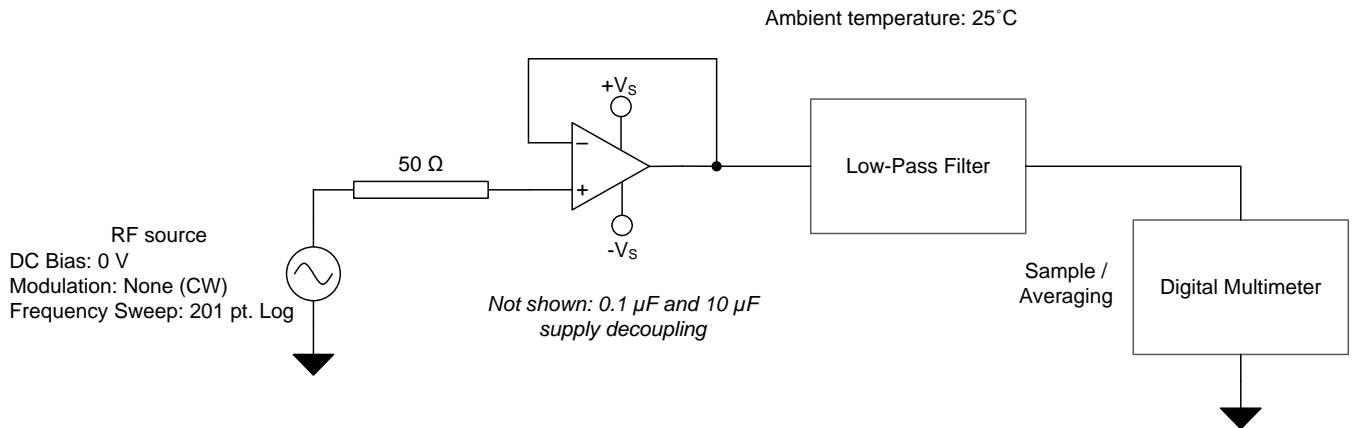 Ambient temperature: 25˚C
+VS
−
50 Ω
+
Low-Pass Filter
RF source
DC Bias: 0 V
Modulation: None (CW)
Frequency Sweep: 201 pt. Log
-VS
Not shown: 0.1 µF and 10 µF
supply decoupling
Sample /
Averaging
Digital Multimeter